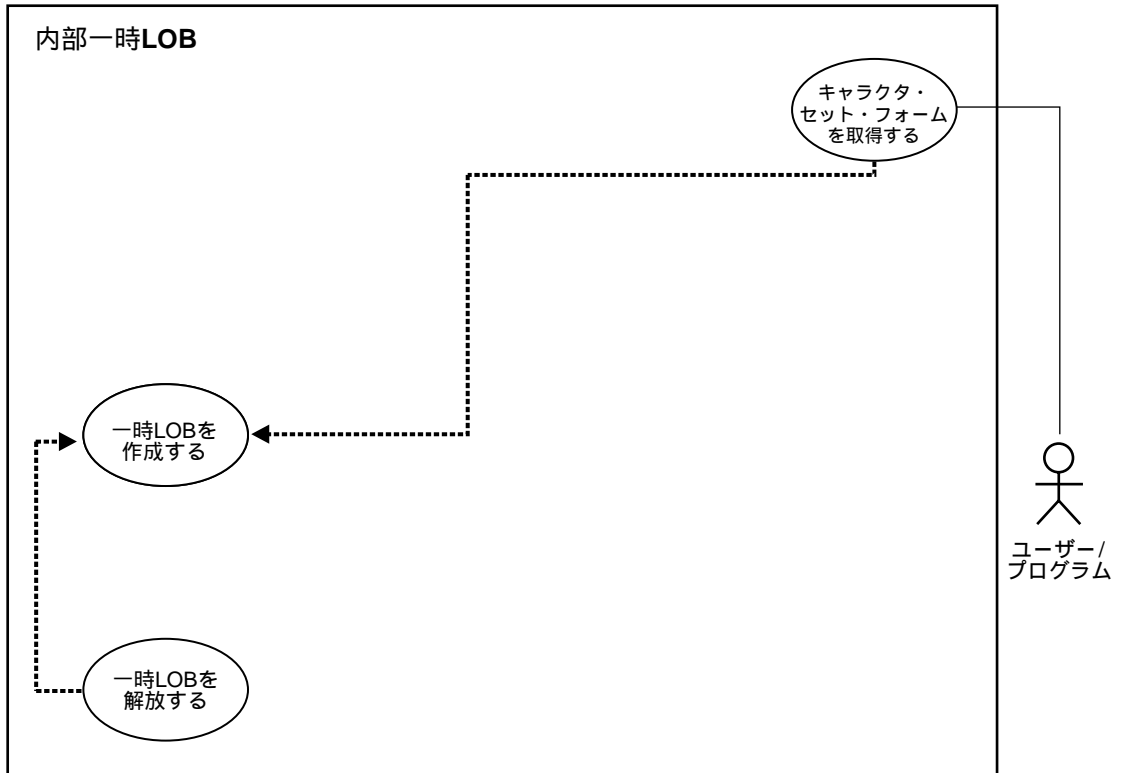 内部一時LOB
キャラクタ・
セット・フォーム
を取得する
一時LOBを
作成する
ユーザー/
プログラム
一時LOBを
解放する